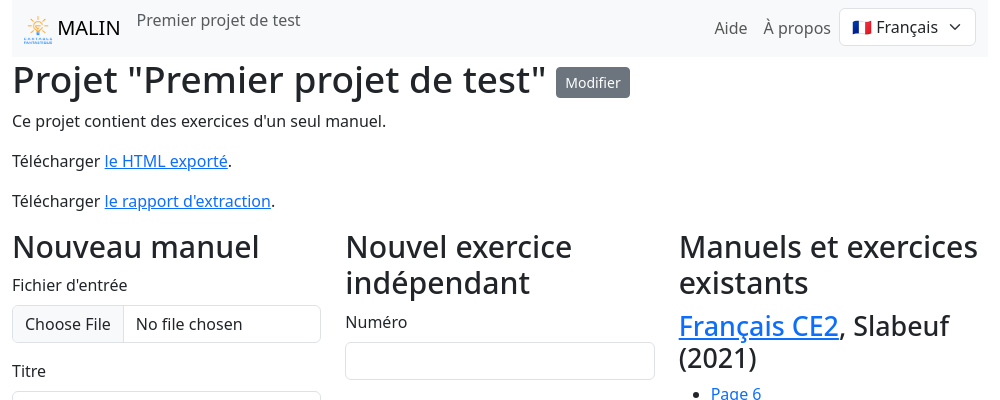 MALIN Premier projet de test Aide À propos Français
Projet "Premier projet de test" Modifier
Ce projet contient des exercices d'un seul manuel.
Télécharger le HTML exporté.
Télécharger le rapport d'extraction.
Nouveau manuel
Fichier d'entrée
Choose File No file chosen
Titre
Nouvel exercice
indépendant
Numéro
Manuels et exercices
existants
Français CE2, Slabeuf
(2021)
Page 6